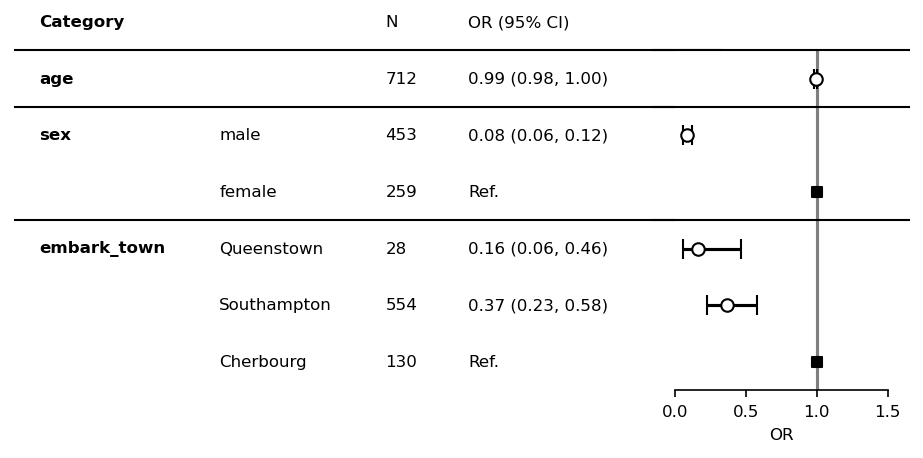 Category N OR (95% CI)
age 712 0.99 (0.98, 1.00)
sex male 453 0.08 (0.06, 0.12)
female 259 Ref.
embark_town Queenstown 28 0.16 (0.06, 0.46)
Southampton 554 0.37 (0.23, 0.58)
Cherbourg 130 Ref.
0.0 0.5 1.0 1.5
OR